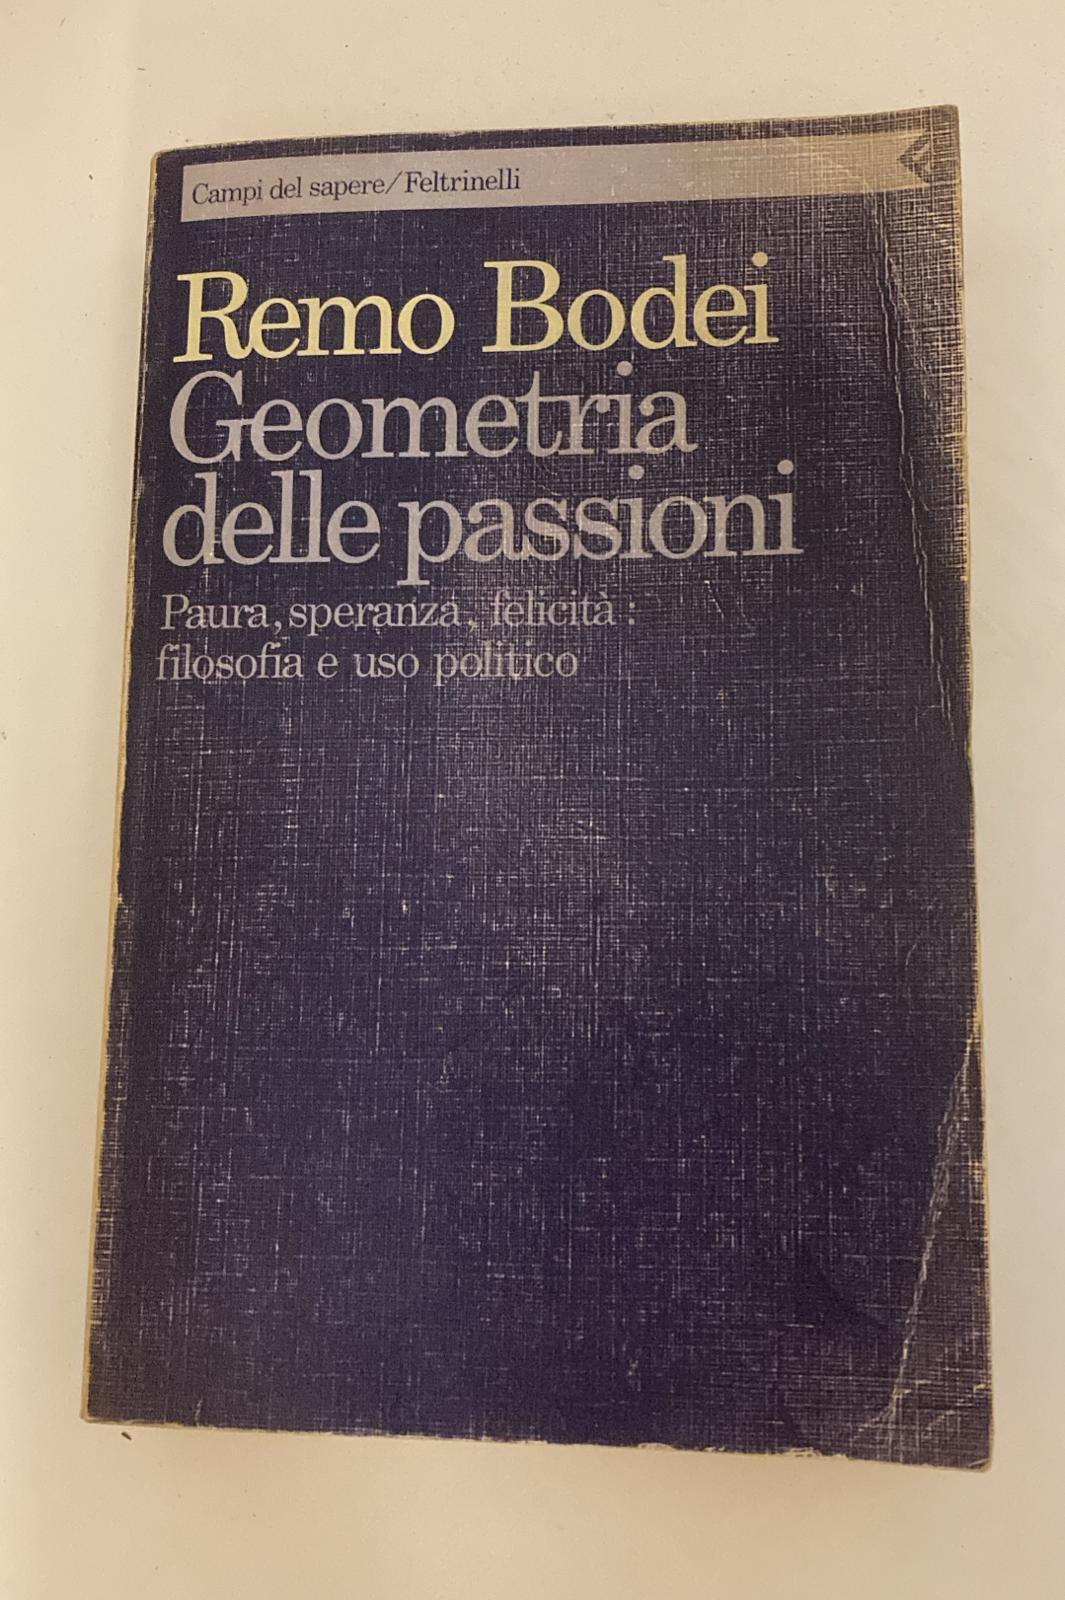 Campi del sapere/Feltrinelli
Remo Bodei
Geometria
delle passioni
Paura, speranza, felicità:
filosofia e uso politico